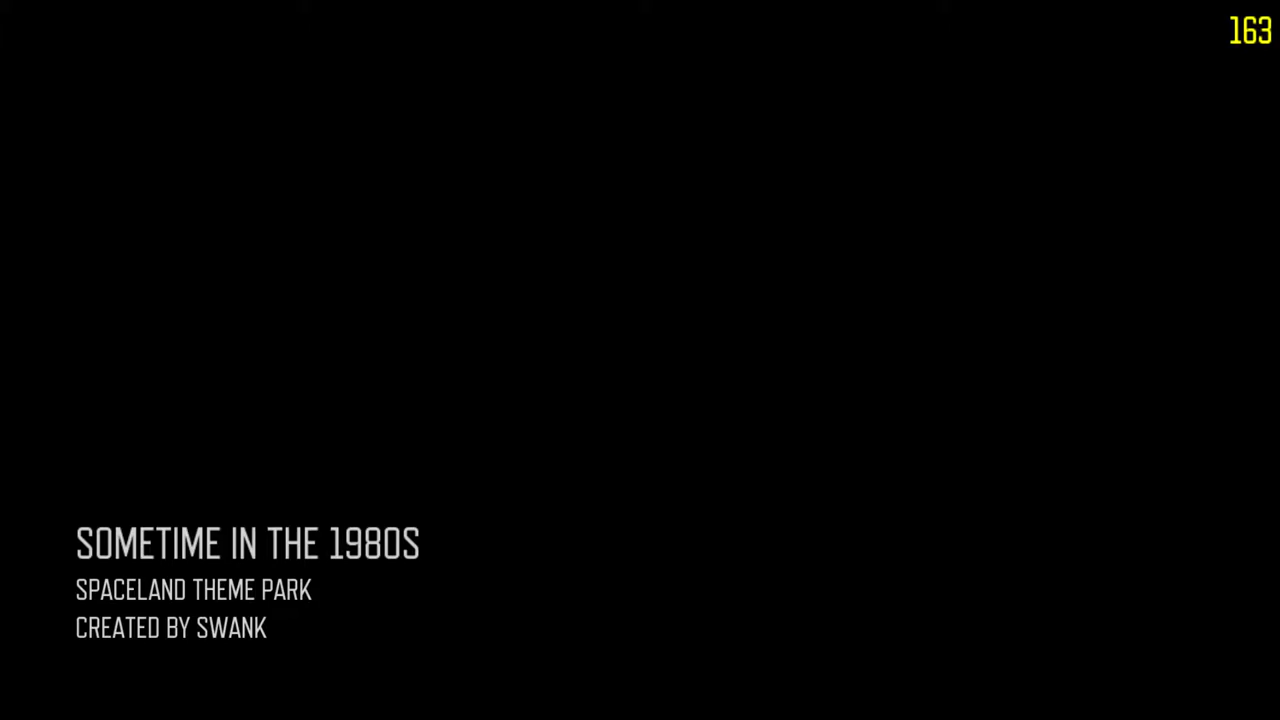 163
SOMETIME IN THE 1980S
SPACELAND THEME PARK
CREATED BY SWANK